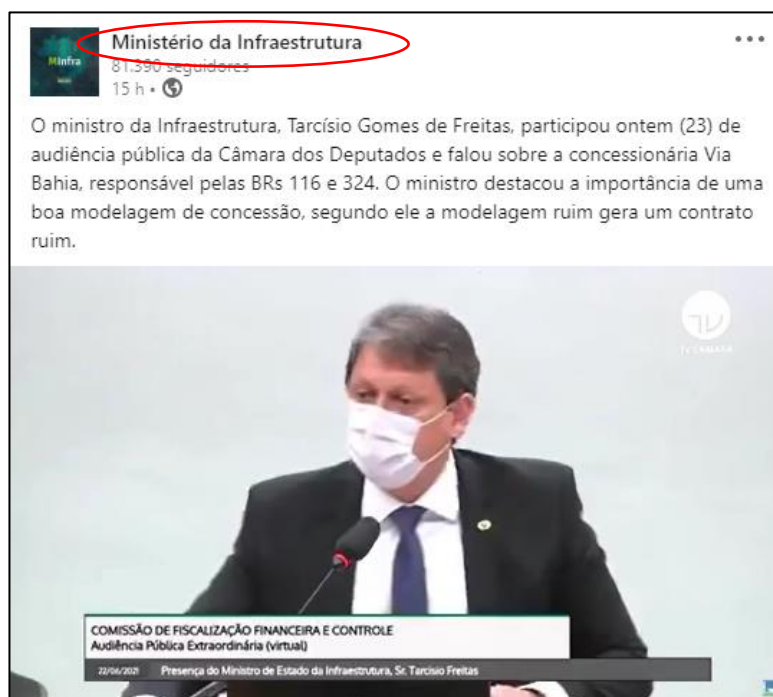 Ministério da Infraestrutura
MInfra
81.390 seguidores
15 h •
O ministro da Infraestrutura, Tarcísio Gomes de Freitas, participou ontem (23) de
audiência pública da Câmara dos Deputados e falou sobre a concessionária Via
Bahia, responsável pelas BRs 116 e 324. O ministro destacou a importância de uma
boa modelagem de concessão, segundo ele a modelagem ruim gera um contrato
ruim.
TV CÂMARA
COMISSÃO DE FISCALIZAÇÃO FINANCEIRA E CONTROLE
Audiência Pública Extraordinária (virtual)
22/06/2021 Presença do Ministro de Estado da Infraestrutura, Sr. Tarcisio Freitas